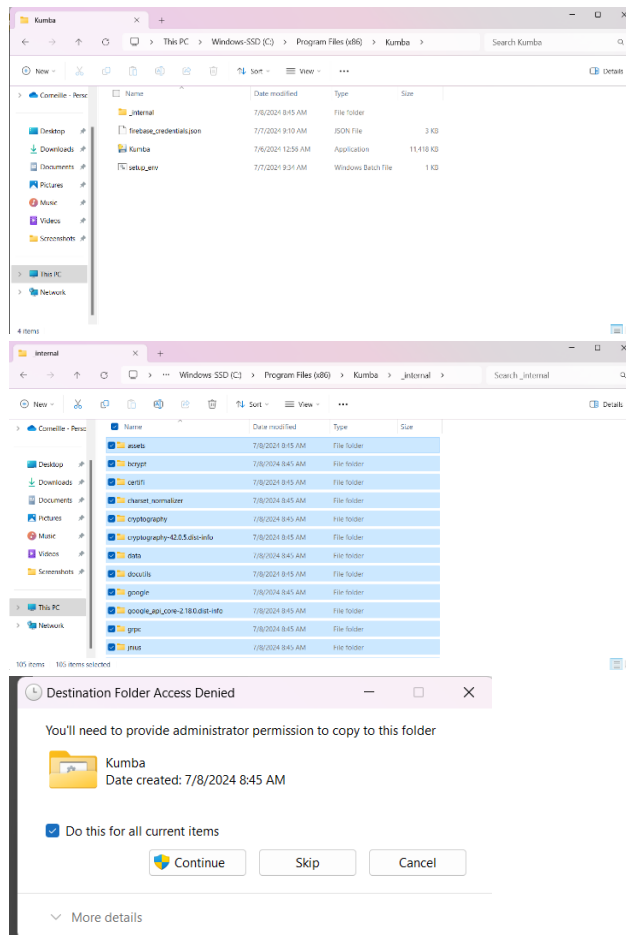 Kumba
This PC > Windows-SSD (C:) > Program Files (x86) > Kumba >
Search Kumba
New
Sort
View
Details
Name
Date modified
Type
Size
Corneille - Persc
Desktop
Downloads
Documents
Pictures
Music
Videos
Screenshots
This PC
Network
_internal 7/8/2024 8:45 AM File folder
firebase_credentials.json 7/7/2024 9:10 AM JSON File 3 KB
Kumba 7/6/2024 12:56 AM Application 11,418 KB
setup_env 7/7/2024 9:34 AM Windows Batch File 1 KB
4 items
_internal
Windows-SSD (C:) > Program Files (x86) > Kumba > _internal >
Search _internal
New
Sort
View
Details
Name
Date modified
Type
Size
Corneille - Persc
Desktop
Downloads
Documents
Pictures
Music
Videos
Screenshots
This PC
Network
assets 7/8/2024 8:45 AM File folder
bcrypt 7/8/2024 8:45 AM File folder
certifi 7/8/2024 8:45 AM File folder
charset_normalizer 7/8/2024 8:45 AM File folder
cryptography 7/8/2024 8:45 AM File folder
cryptography-42.0.5.dist-info 7/8/2024 8:45 AM File folder
data 7/8/2024 8:45 AM File folder
docutils 7/8/2024 8:45 AM File folder
google 7/8/2024 8:45 AM File folder
google_api_core-2.18.0.dist-info 7/8/2024 8:45 AM File folder
grpc 7/8/2024 8:45 AM File folder
jnius 7/8/2024 8:45 AM File folder
105 items 105 items selected
Destination Folder Access Denied
You'll need to provide administrator permission to copy to this folder
Kumba
Date created: 7/8/2024 8:45 AM
Do this for all current items
Continue
Skip
Cancel
More details